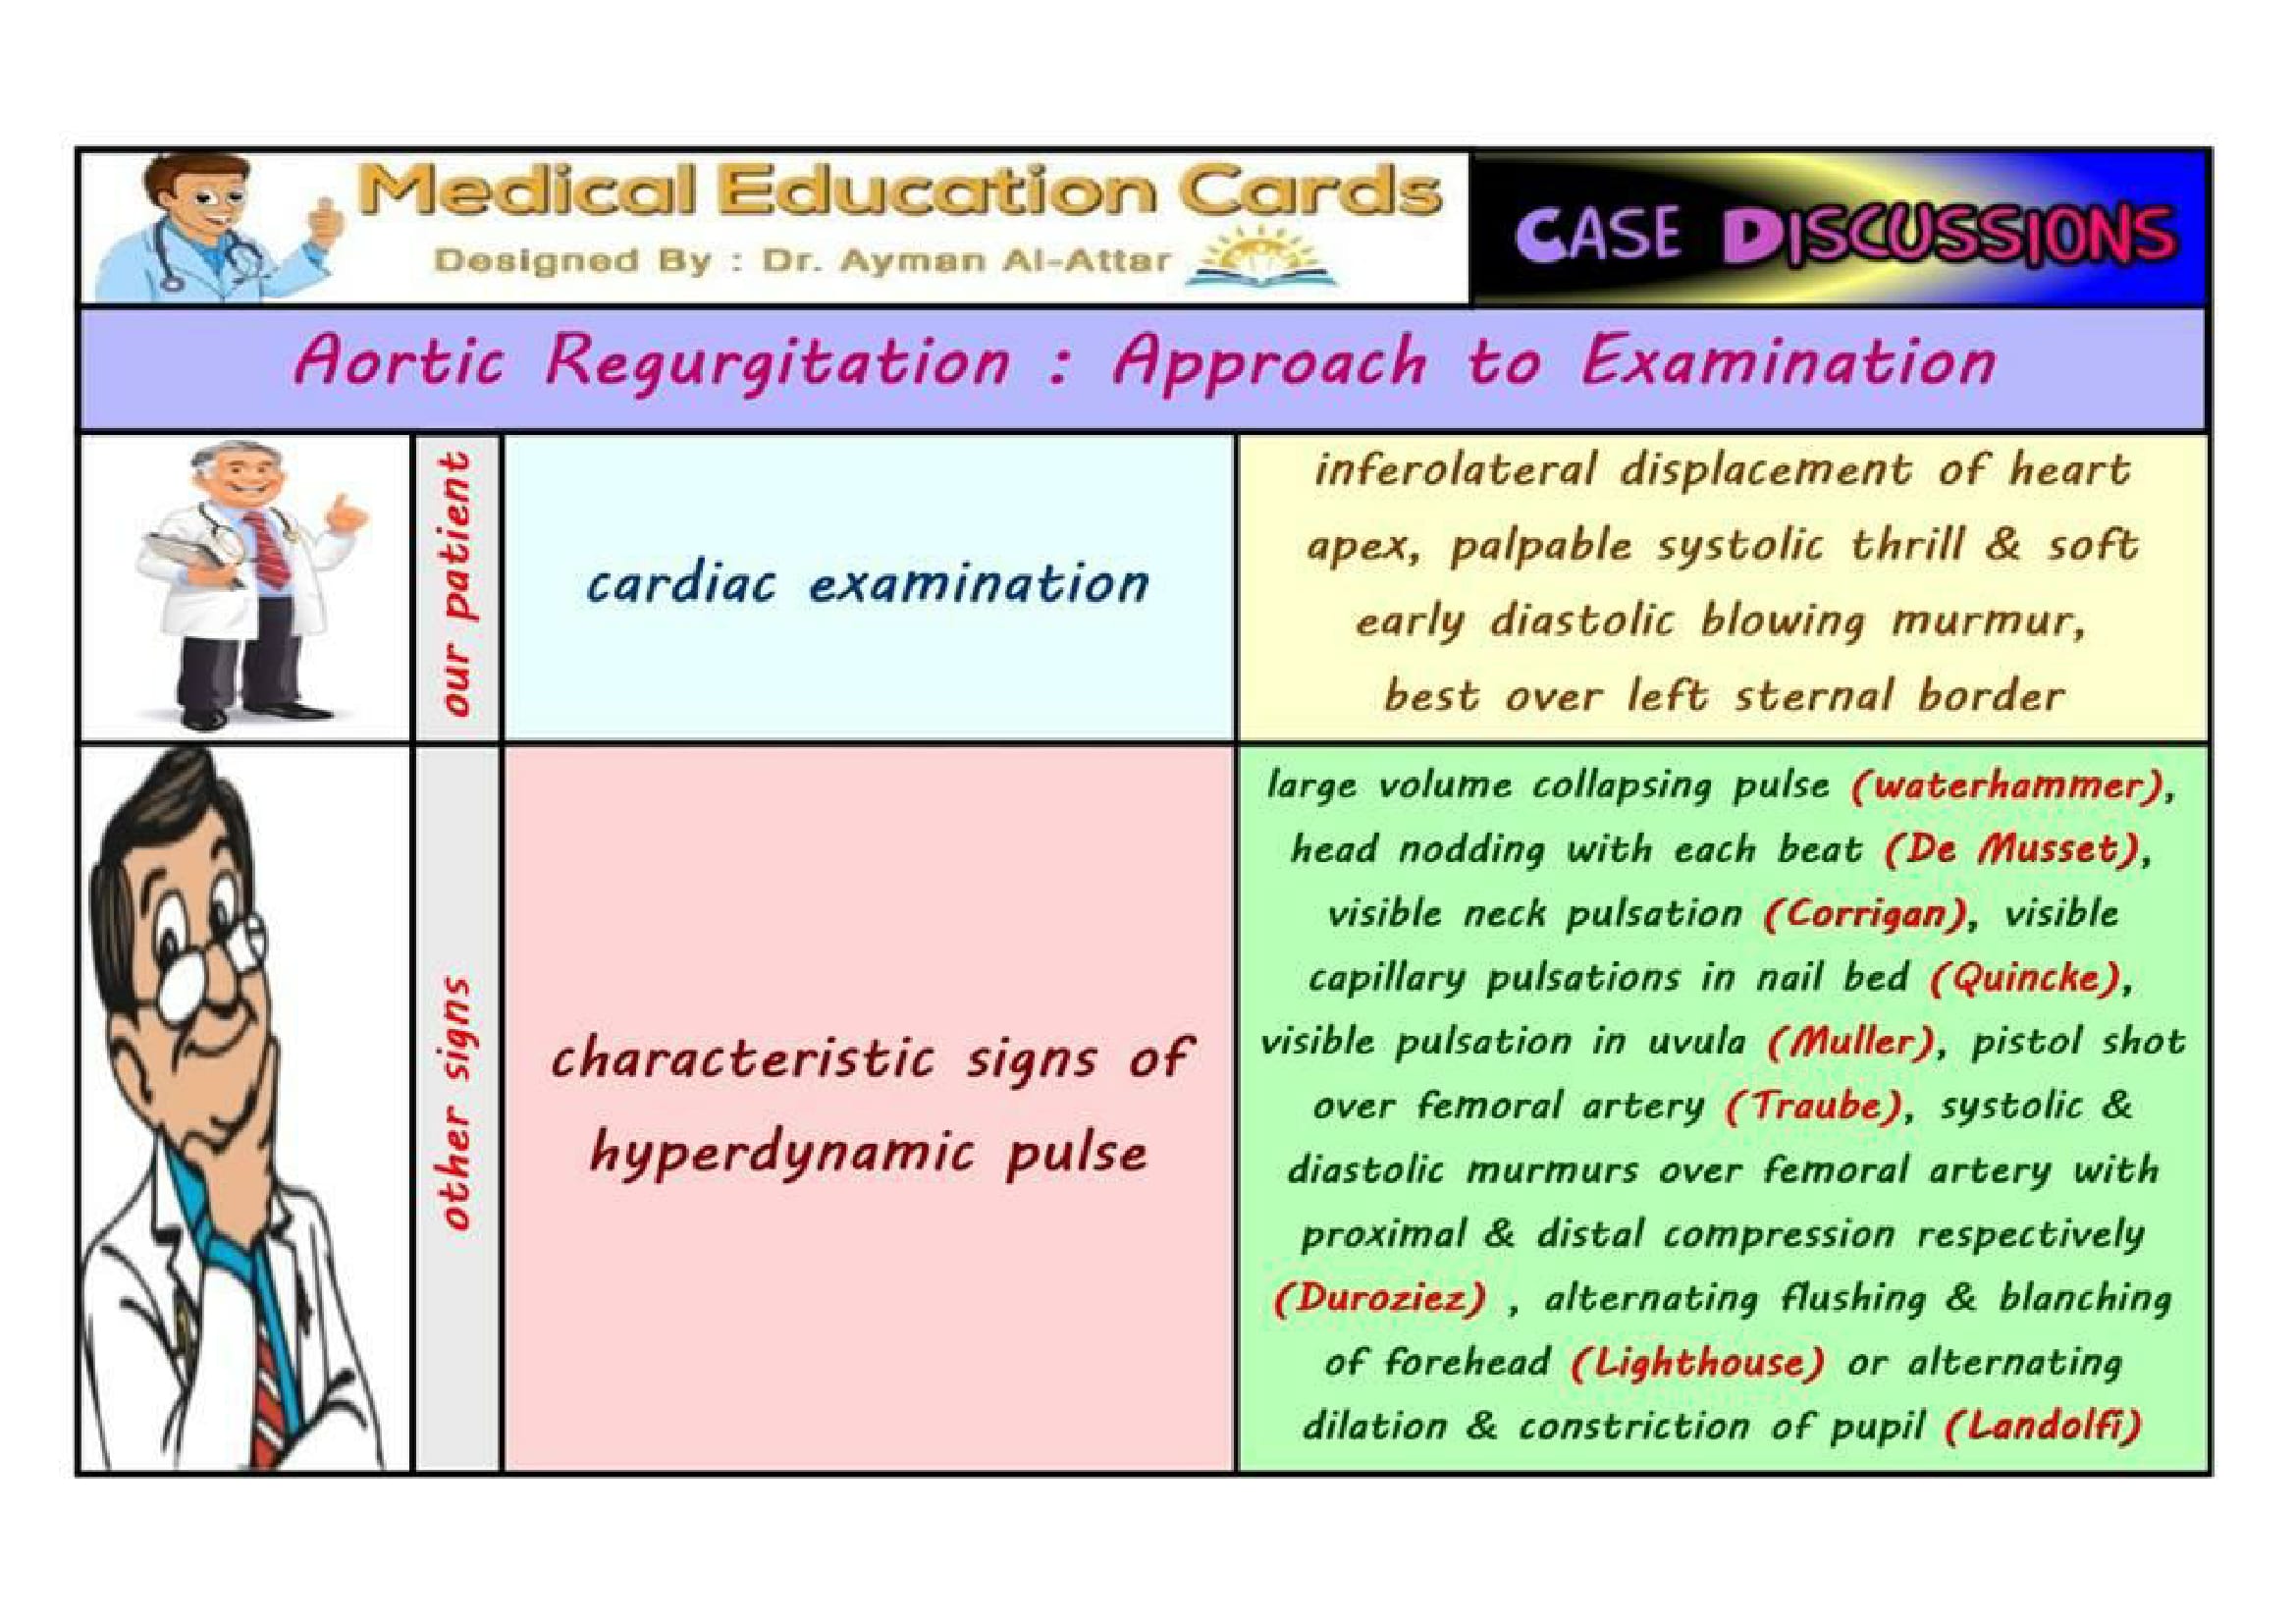 Medical Education Cards
Designed By : Dr. Ayman Al-Attar
CASE DISCUSSIONS
Aortic Regurgitation : Approach to Examination
our patient
cardiac examination
inferolateral displacement of heart
apex, palpable systolic thrill & soft
early diastolic blowing murmur,
best over left sternal border
other signs
characteristic signs of
hyperdynamic pulse
large volume collapsing pulse (waterhammer),
head nodding with each beat (De Musset),
visible neck pulsation (Corrigan), visible
capillary pulsations in nail bed (Quincke),
visible pulsation in uvula (Muller), pistol shot
over femoral artery (Traube), systolic &
diastolic murmurs over femoral artery with
proximal & distal compression respectively
(Duroziez) , alternating flushing & blanching
of forehead (Lighthouse) or alternating
dilation & constriction of pupil (Landolfi)